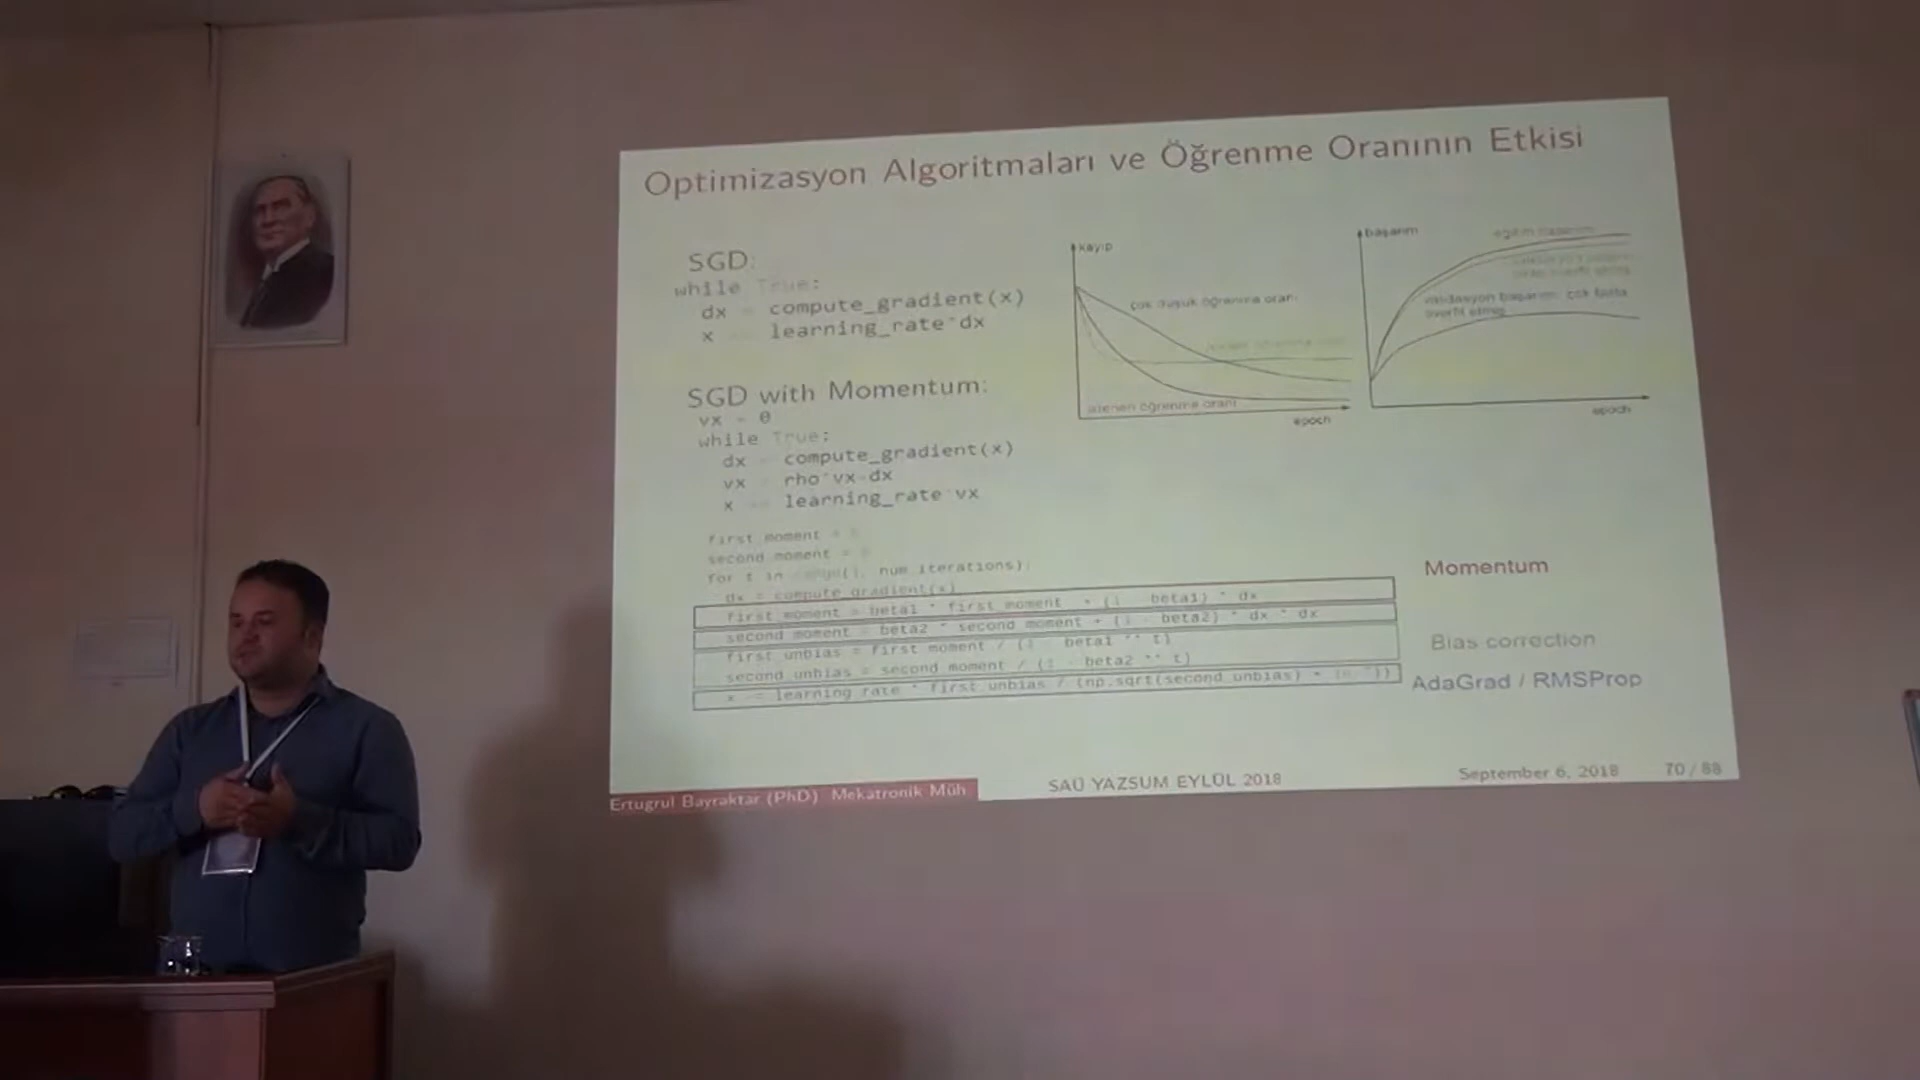 Optimizasyon Algoritmaları ve Öğrenme Oranının Etkisi
SGD:
while True:
dx compute_gradient(x)
x learning_rate*dx
SGD with Momentum:
vx = 0
while True:
dx compute_gradient(x)
vx rho*vx-dx
x learning_rate*vx
first_moment = 0
second_moment = 0
for t in range(1, num_iterations):
dx = compute_gradient(x)
first_moment = beta1 * first_moment + (1 - beta1) * dx
second_moment = beta2 * second_moment + (1 - beta2) * dx * dx
first_unbias = first_moment / (1 - beta1 ** t)
second_unbias = second_moment / (1 - beta2 ** t)
x -= learning_rate * first_unbias / (np.sqrt(second_unbias) +
Momentum
Bias correction
AdaGrad / RMSProp
kayıp
çok düşük öğrenme oranı
istenen öğrenme oranı
epoch
başarım
eğitim başarımı
validasyon başarımı: çok fazla
overfit etmiş
epoch
Ertugrul Bayraktar (PhD) Mekatronik Müh
SAÜ YAZSUM EYLÜL 2018
September 6, 2018
70 / 88